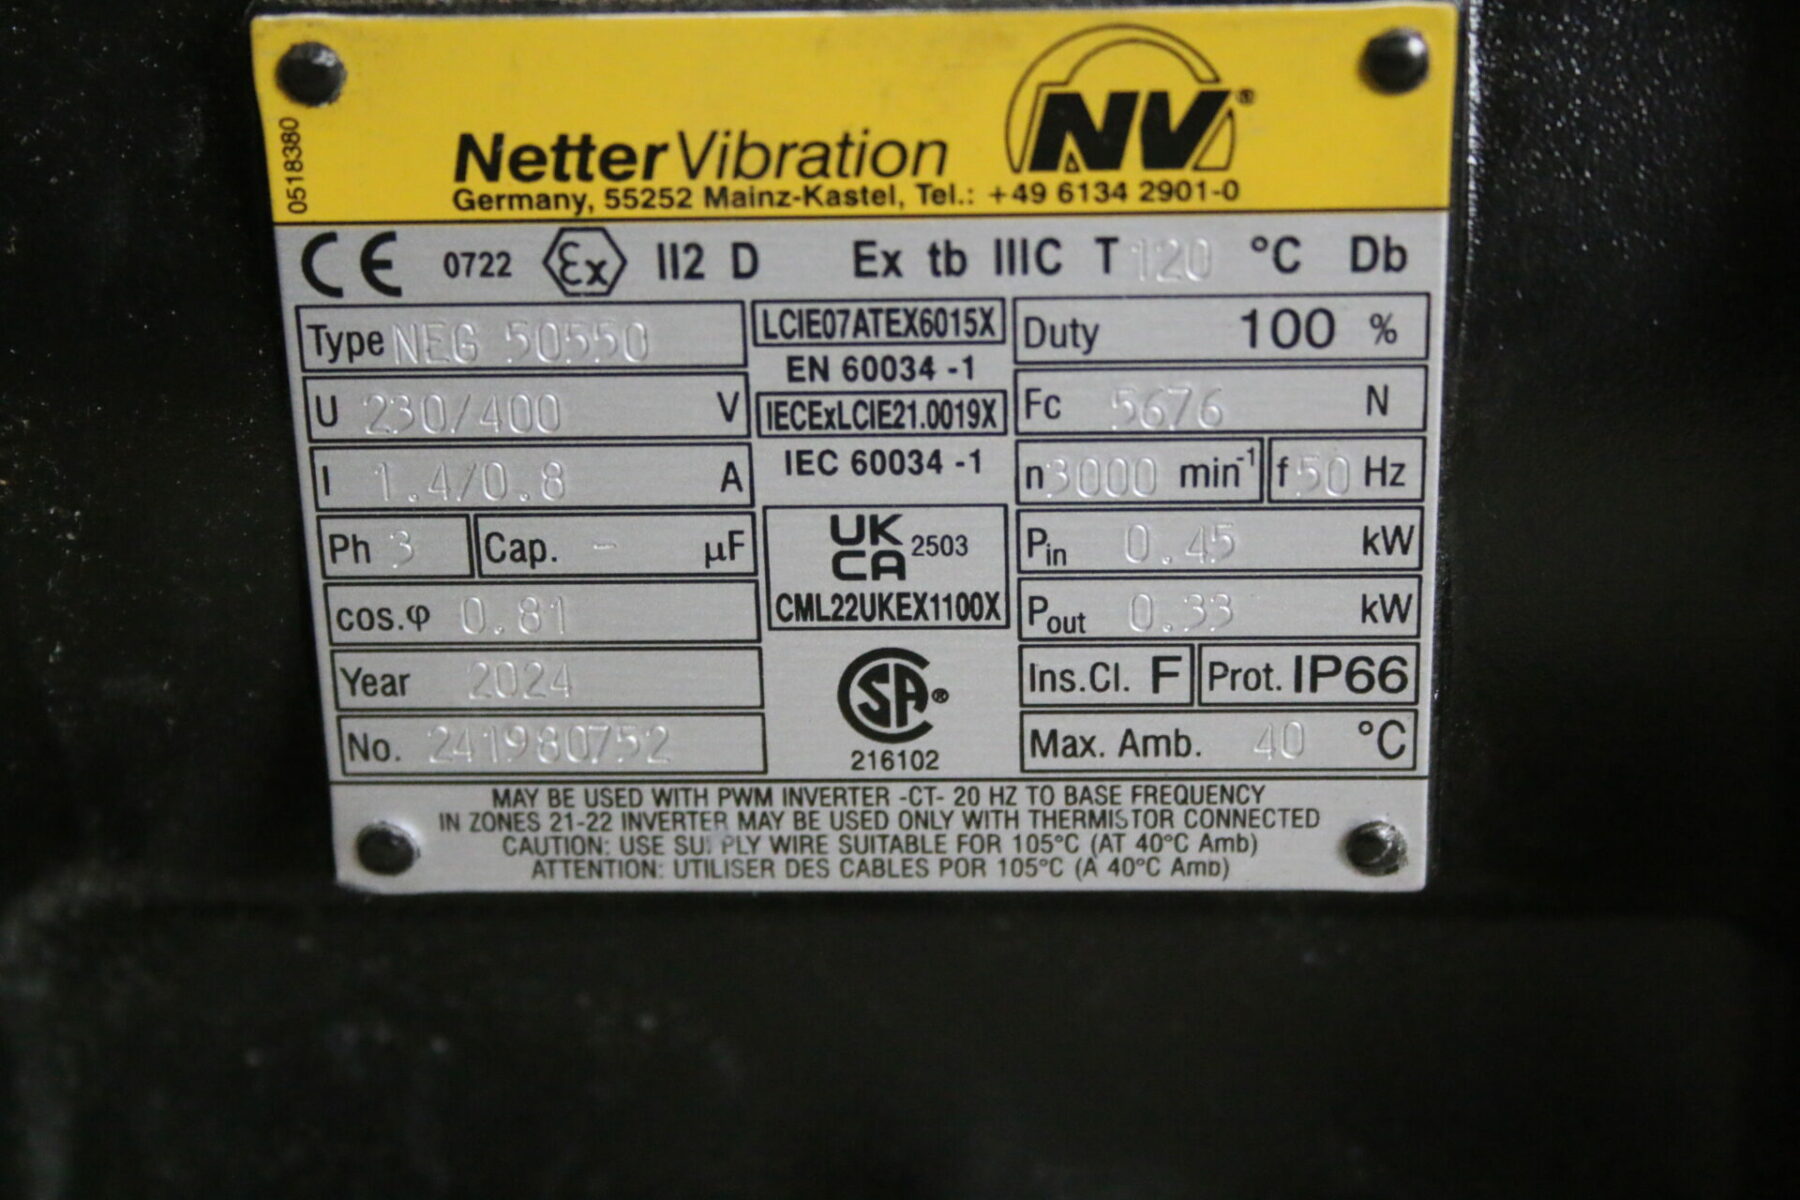 NV®
NetterVibration
Germany, 55252 Mainz-Kastel, Tel.: +49 6134 2901-0
0518380
CE 0722 Ex II2 D Ex tb IIIC T 120 °C Db
Type NEG 50550
U 230/400 V
I 1.4/0.8 A
Ph 3 Cap. - µF
cos.φ 0.81
Year 2024
No. 241980752
LCIE07ATEX6015X
EN 60034 -1
IECExLCIE21.0019X
IEC 60034 -1
UK
CA 2503
CML22UKEX1100X
SA®
216102
Duty 100 %
Fc 5676 N
n 3000 min⁻¹ f 50 Hz
Pin 0.45 kW
Pout 0.33 kW
Ins.Cl. F Prot. IP66
Max. Amb. 40 °C
MAY BE USED WITH PWM INVERTER -CT- 20 HZ TO BASE FREQUENCY
IN ZONES 21-22 INVERTER MAY BE USED ONLY WITH THERMISTOR CONNECTED
CAUTION: USE SUPPLY WIRE SUITABLE FOR 105°C (AT 40°C Amb)
ATTENTION: UTILISER DES CABLES POR 105°C (A 40°C Amb)